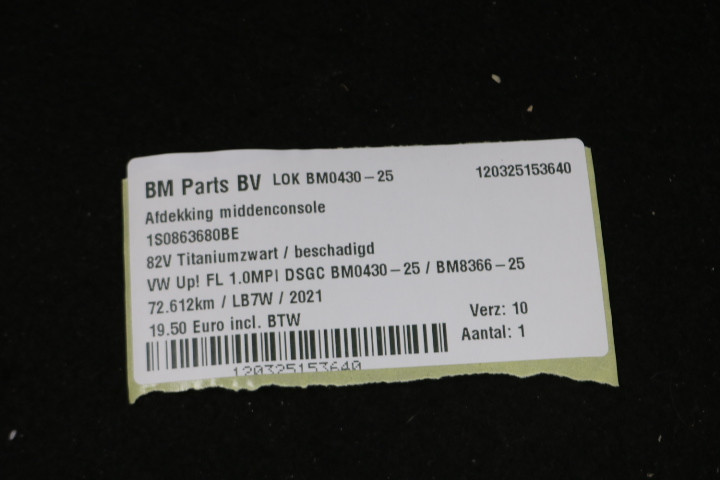 BM Parts BV LOK BM0430-25 120325153640
Afdekking middenconsole
1S0863680BE
82V Titaniumzwart / beschadigd
VW Up! FL 1.0MPI DSGC BM0430-25 / BM8366-25
72.612km / LB7W / 2021
19.50 Euro incl. BTW Verz: 10
Aantal: 1
120325153640